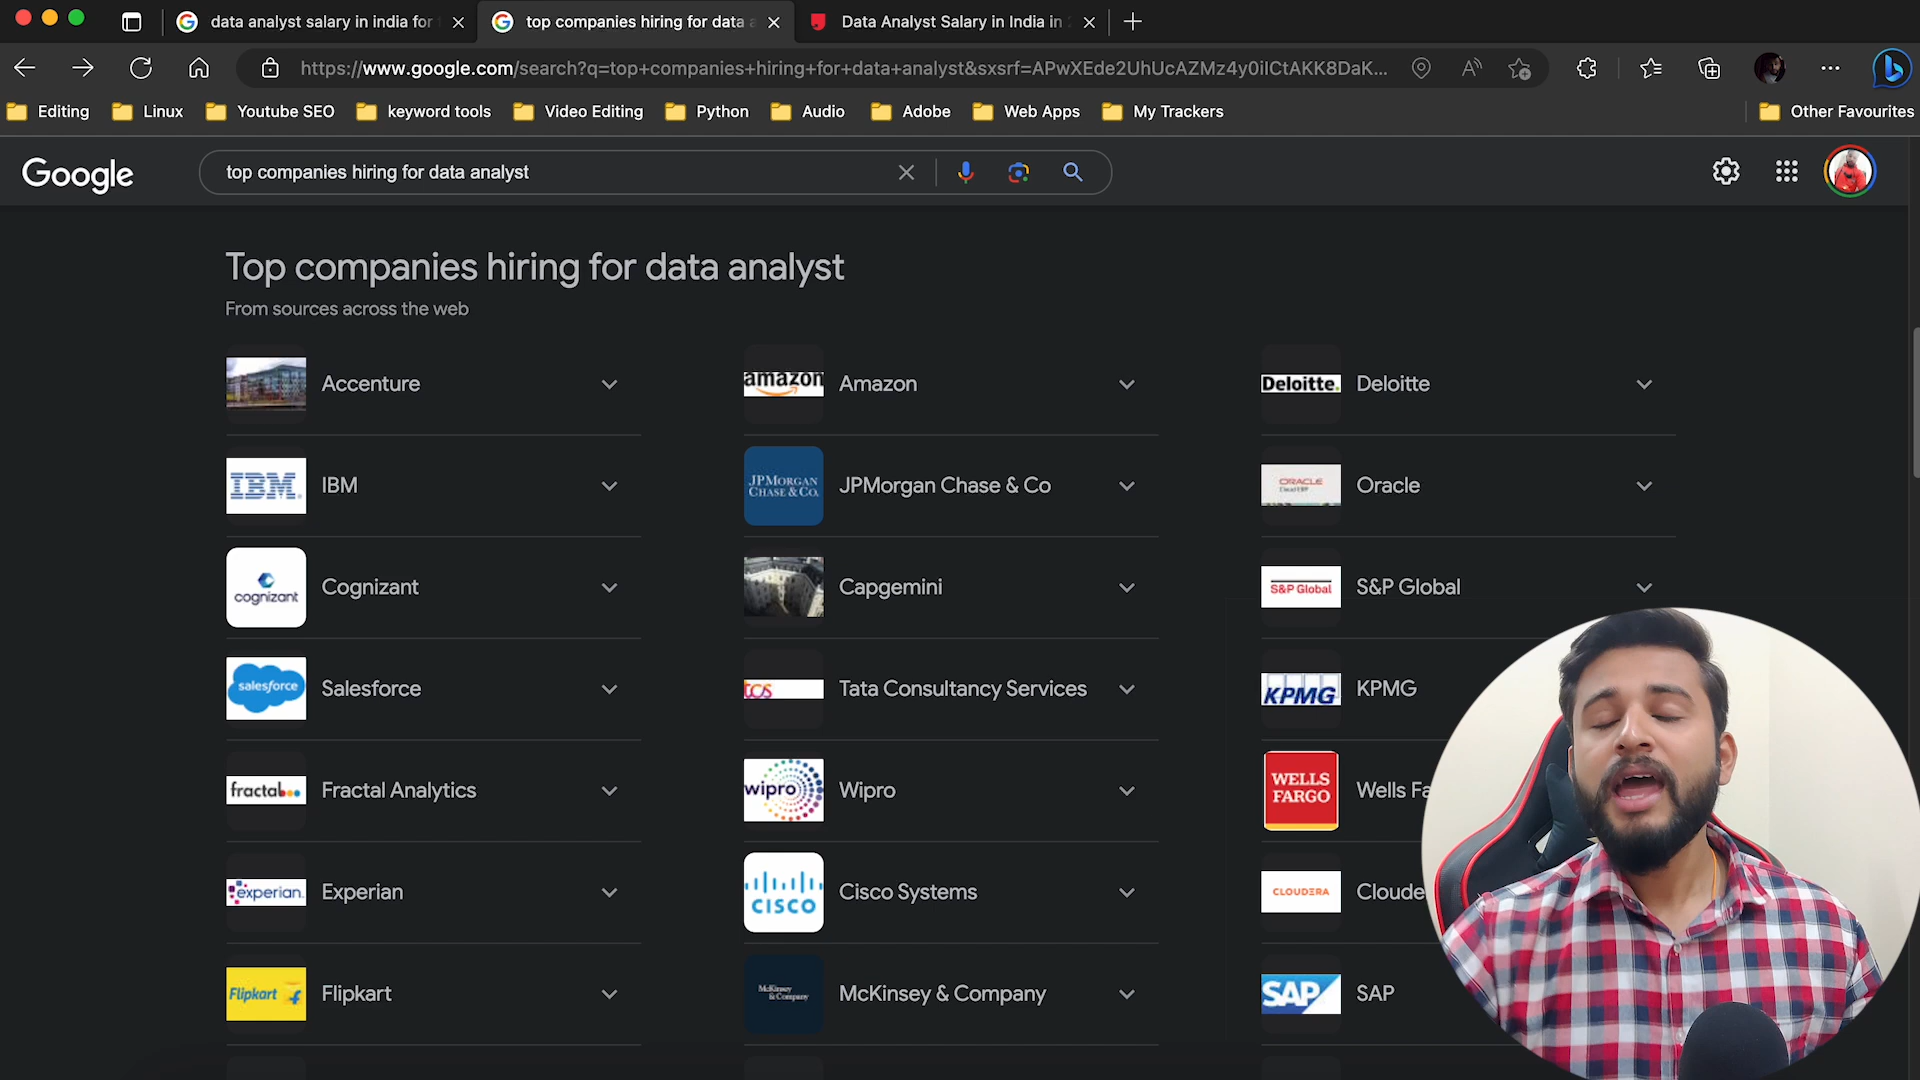 data analyst salary in india for f
top companies hiring for data a
Data Analyst Salary in India in 2
https://www.google.com/search?q=top+companies+hiring+for+data+analyst&sxsrf=APwXEde2UhUcAZMz4y0ilCtAKK8DaK...
Editing
Linux
Youtube SEO
keyword tools
Video Editing
Python
Audio
Adobe
Web Apps
My Trackers
Other Favourites
Google
top companies hiring for data analyst
Top companies hiring for data analyst
From sources across the web
Accenture
amazon
Amazon
Deloitte.
Deloitte
IBM
IBM
JPMORGAN
CHASE & CO.
JPMorgan Chase & Co
ORACLE
Oracle
cognizant
Cognizant
Capgemini
S&P Global
S&P Global
salesforce
Salesforce
tcs
Tata Consultancy Services
KPMG
KPMG
fractal
Fractal Analytics
wipro
Wipro
WELLS
FARGO
Wells Fa
experian.
Experian
CISCO
Cisco Systems
CLOUDERA
Cloude
Flipkart
Flipkart
McKinsey
& Company
McKinsey & Company
SAP
SAP